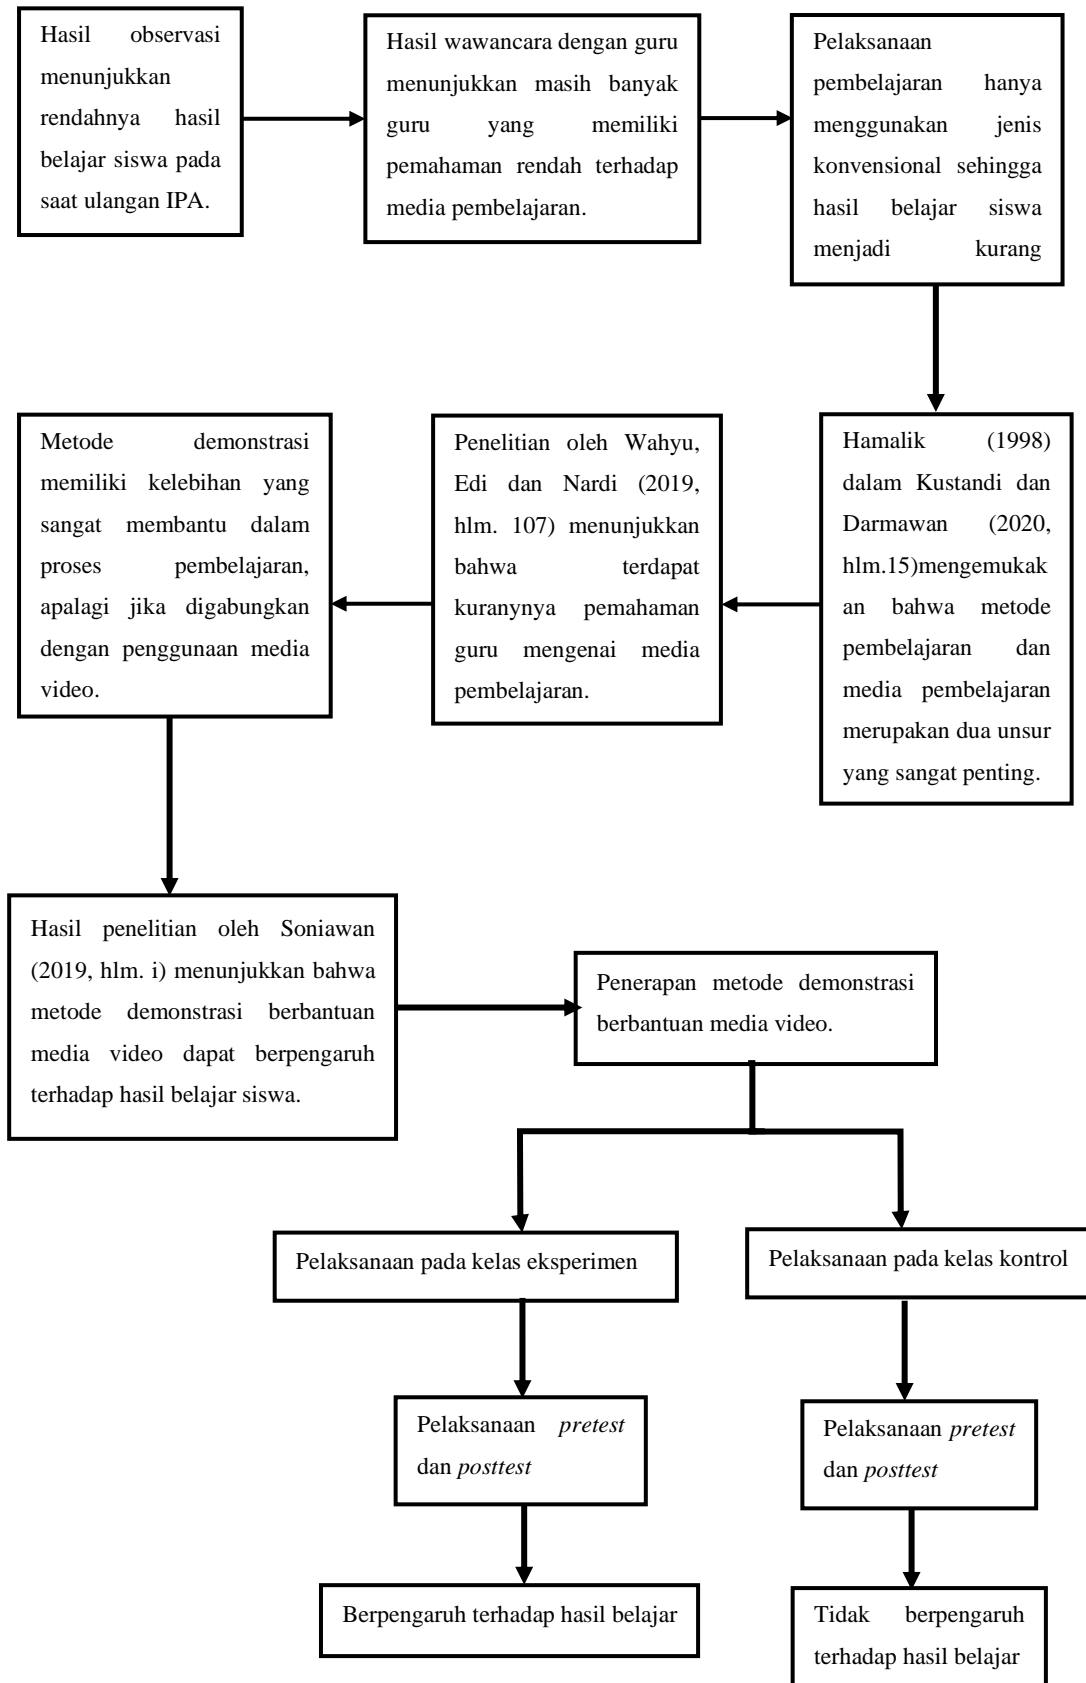 Hasil observasi
menunjukkan
rendahnya hasil
belajar siswa pada
saat ulangan IPA.
Hasil wawancara dengan guru
menunjukkan masih banyak
guru yang memiliki
pemahaman rendah terhadap
media pembelajaran.
Pelaksanaan
pembelajaran hanya
menggunakan jenis
konvensional sehingga
hasil belajar siswa
menjadi kurang
Hamalik (1998)
dalam Kustandi dan
Darmawan (2020,
hlm.15)mengemukak
an bahwa metode
pembelajaran dan
media pembelajaran
merupakan dua unsur
yang sangat penting.
Penelitian oleh Wahyu,
Edi dan Nardi (2019,
hlm. 107) menunjukkan
bahwa terdapat
kuranynya pemahaman
guru mengenai media
pembelajaran.
Metode demonstrasi
memiliki kelebihan yang
sangat membantu dalam
proses pembelajaran,
apalagi jika digabungkan
dengan penggunaan media
video.
Hasil penelitian oleh Soniawan
(2019, hlm. i) menunjukkan bahwa
metode demonstrasi berbantuan
media video dapat berpengaruh
terhadap hasil belajar siswa.
Penerapan metode demonstrasi
berbantuan media video.
Pelaksanaan pada kelas eksperimen
Pelaksanaan pada kelas kontrol
Pelaksanaan pretest
dan posttest
Pelaksanaan pretest
dan posttest
Berpengaruh terhadap hasil belajar
Tidak berpengaruh
terhadap hasil belajar